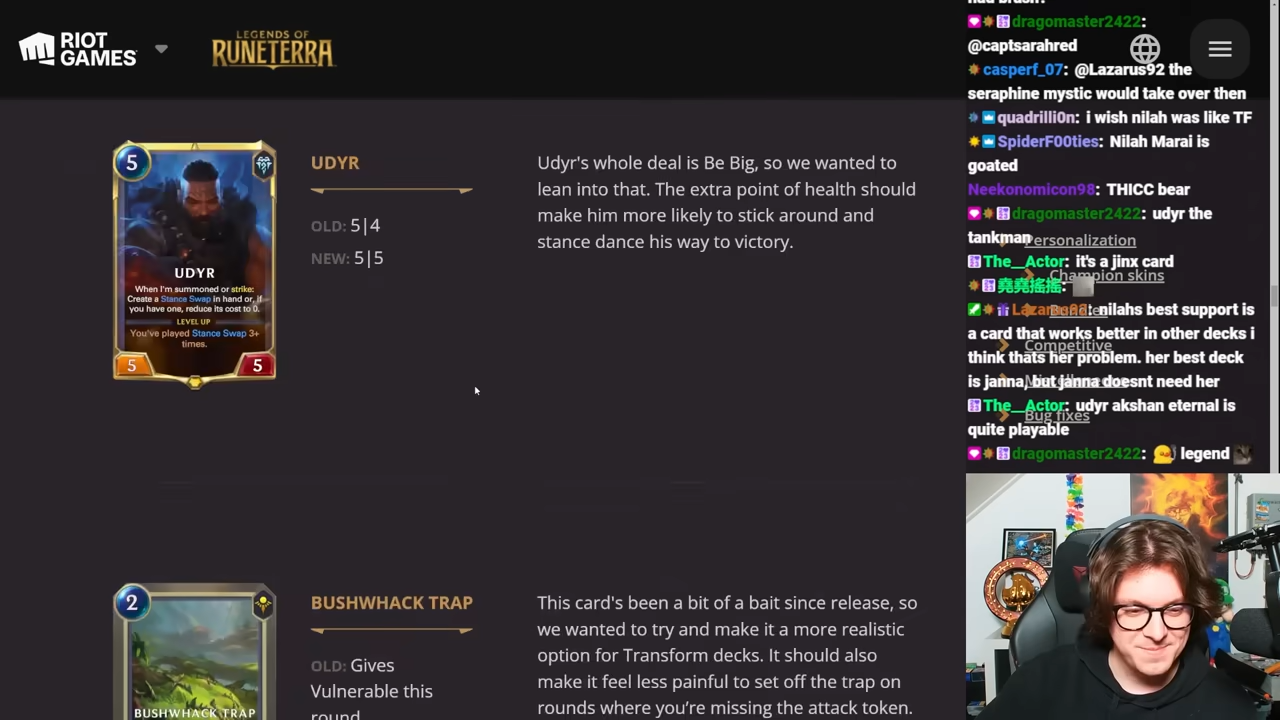 RIOT
GAMES
LEGENDS OF
RUNETERRA
5
UDYR
When I'm summoned or strike:
Create a Stance Swap in hand or, if
you have one, reduce its cost to 0.
LEVEL UP
You've played Stance Swap 3+
times.
5
5
UDYR
OLD: 5|4
NEW: 5|5
Udyr's whole deal is Be Big, so we wanted to
lean into that. The extra point of health should
make him more likely to stick around and
stance dance his way to victory.
2
BUSHWHACK TRAP
BUSHWHACK TRAP
OLD: Gives
Vulnerable this
round
This card's been a bit of a bait since release, so
we wanted to try and make it a more realistic
option for Transform decks. It should also
make it feel less painful to set off the trap on
rounds where you're missing the attack token.
dragomaster2422:
@captsarahred
casperf_07: @Lazarus92 the
seraphine mystic would take over then
quadrilli0n: i wish nilah was like TF
SpiderF00ties: Nilah Marai is
goated
Neekonomicon98: THICC bear
dragomaster2422: udyr the
tankman
Personalization
The__Actor: it's a jinx card
Champion skins
堯堯搖搖:
Lazarus92: nilahs best support is
a card that works better in other decks i
think thats her problem. her best deck
Competitive
is janna, but janna doesnt need her
The__Actor: udyr akshan eternal is
quite playable
Bug fixes
dragomaster2422: legend